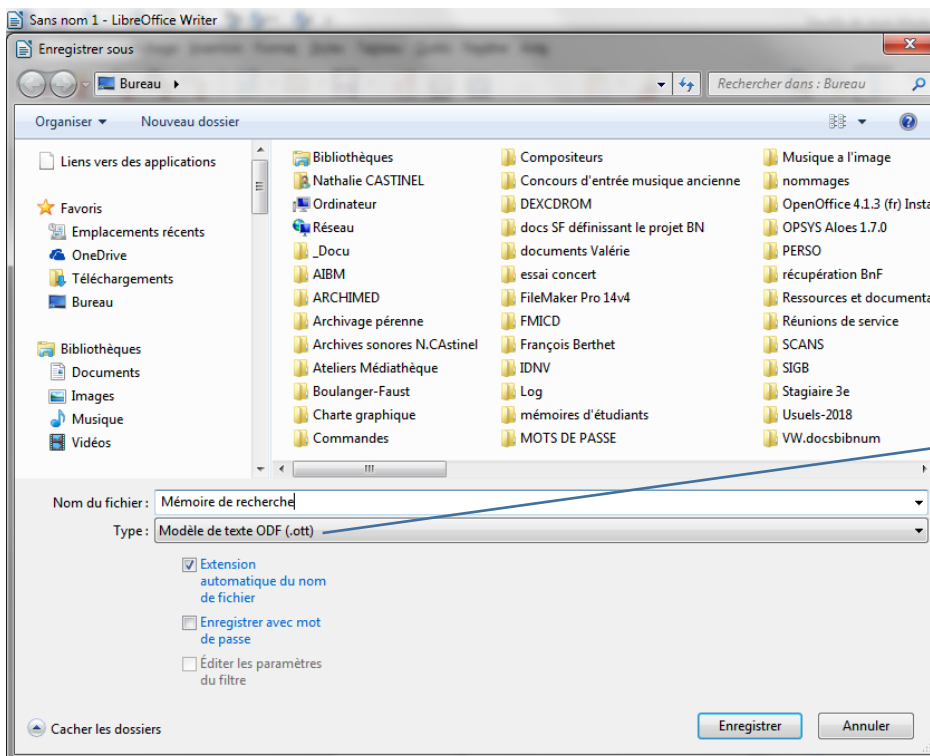 Sans nom 1 - LibreOffice Writer
Enregistrer sous
Bureau
Rechercher dans : Bureau
Organiser
Nouveau dossier
Liens vers des applications
Favoris
Emplacements récents
OneDrive
Téléchargements
Bureau
Bibliothèques
Documents
Images
Musique
Vidéos
Bibliothèques
Nathalie CASTINEL
Ordinateur
Réseau
_Docu
AIBM
ARCHIMED
Archivage pérenne
Archives sonores N.CAstinel
Ateliers Médiathèque
Boulanger-Faust
Charte graphique
Commandes
Compositeurs
Concours d'entrée musique ancienne
DEXCDROM
docs SF définissant le projet BN
documents Valérie
essai concert
FileMaker Pro 14v4
FMICD
François Berthet
IDNV
Log
mémoires d'étudiants
MOTS DE PASSE
Musique a l'image
nommages
OpenOffice 4.1.3 (fr) Insta
OPSYS Aloes 1.7.0
PERSO
récupération BnF
Ressources et documenta
Réunions de service
SCANS
SIGB
Stagiaire 3e
Usuels-2018
VW.docsbibnum
Nom du fichier : Mémoire de recherche
Type : Modèle de texte ODF (.ott)
Extension
automatique du nom
de fichier
Enregistrer avec mot
de passe
Éditer les paramètres
du filtre
Cacher les dossiers
Enregistrer
Annuler